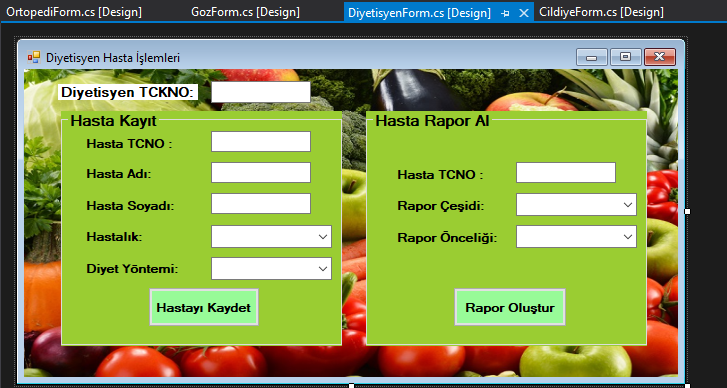 OrtopediForm.cs [Design] GozForm.cs [Design] DiyetisyenForm.cs [Design] CildiyeForm.cs [Design]
Diyetisyen Hasta İşlemleri
Diyetisyen TCKNO:
Hasta Kayıt
Hasta TCNO :
Hasta Adı:
Hasta Soyadı:
Hastalık:
Diyet Yöntemi:
Hastayı Kaydet
Hasta Rapor Al
Hasta TCNO :
Rapor Çeşidi:
Rapor Önceliği:
Rapor Oluştur